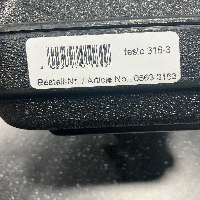 testo 316-3
Bestell-Nr. / Article No.: 0563 3163